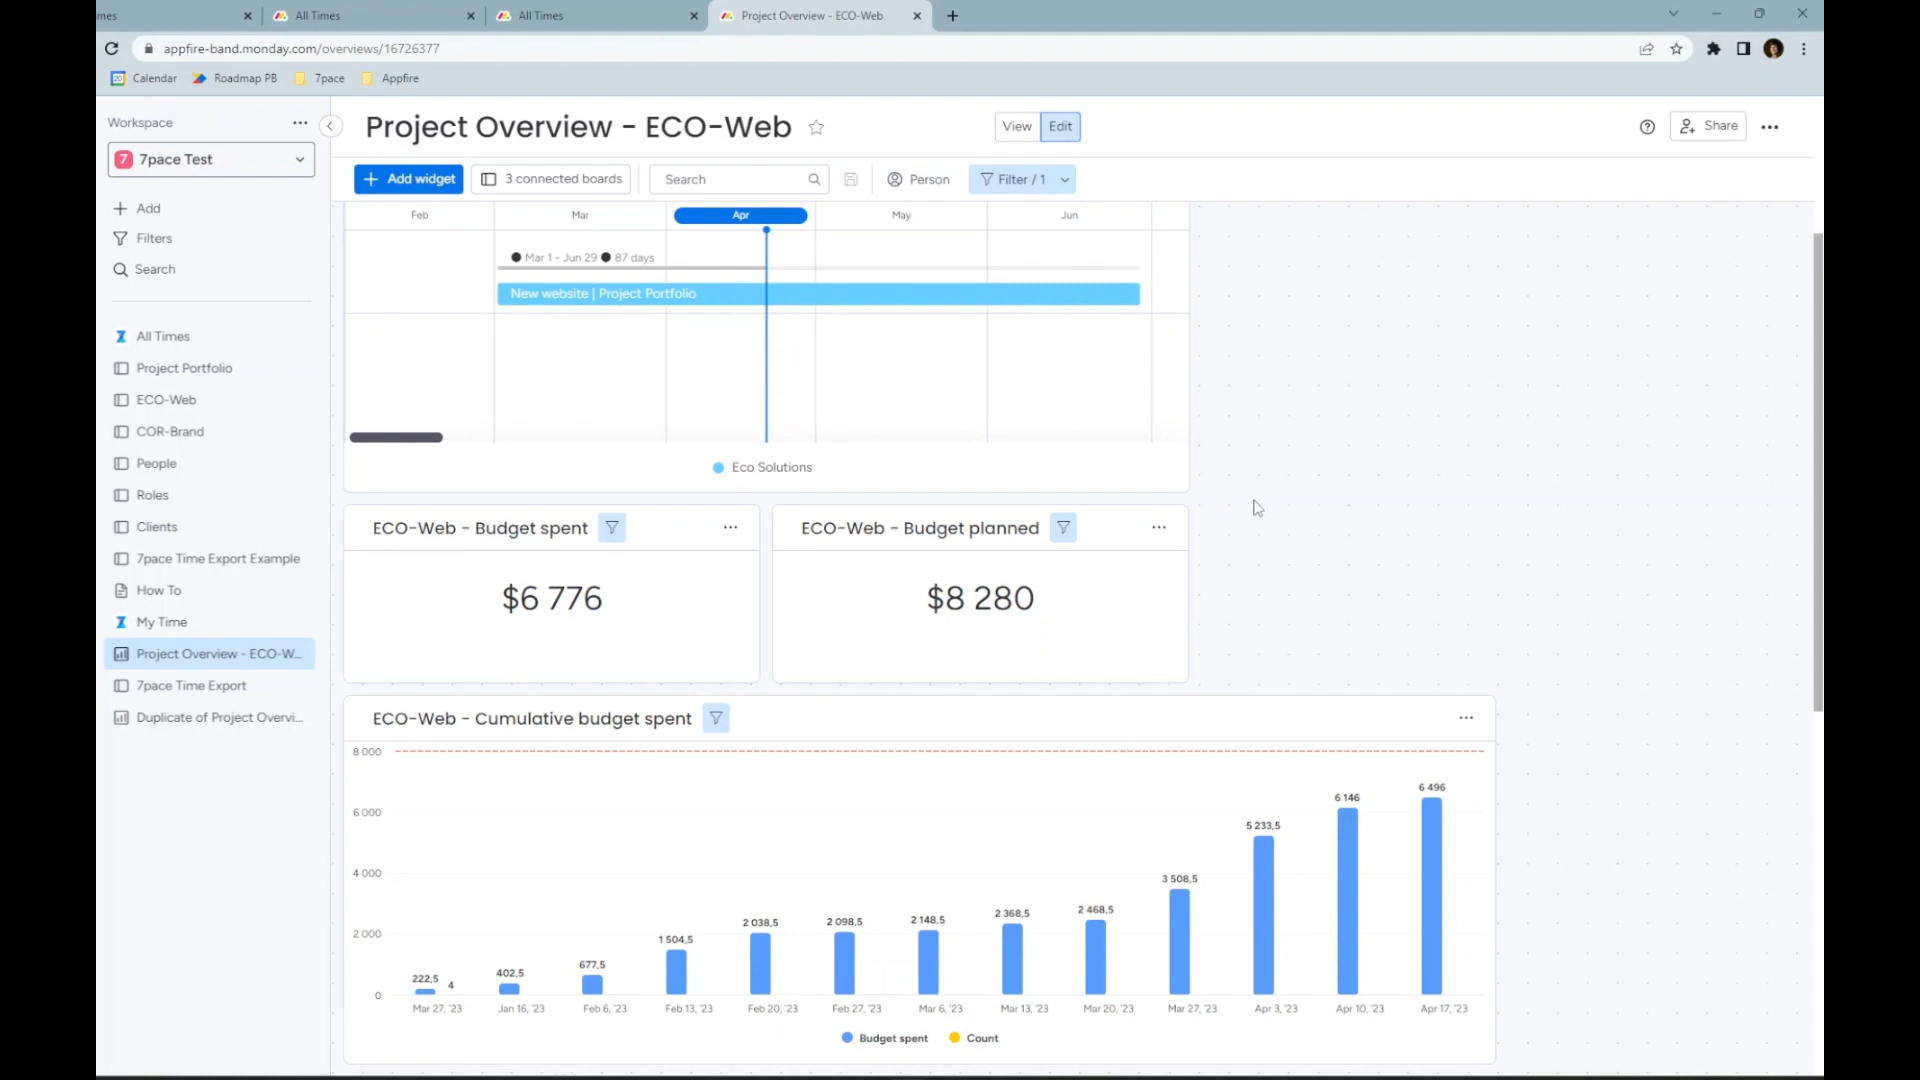 mes
All Times
All Times
Project Overview - ECO-Web
appfire-band.monday.com/overviews/16726377
Calendar
Roadmap PB
7pace
Appfire
Workspace
7 7pace Test
Add
Filters
Search
All Times
Project Portfolio
ECO-Web
COR-Brand
People
Roles
Clients
7pace Time Export Example
How To
My Time
Project Overview - ECO-W...
7pace Time Export
Duplicate of Project Overvi...
Project Overview - ECO-Web
View
Edit
Share
Add widget
3 connected boards
Search
Person
Filter / 1
Feb Mar Apr May Jun
Mar 1 - Jun 29 ● 87 days
New website | Project Portfolio
Eco Solutions
ECO-Web - Budget spent
$6 776
ECO-Web - Budget planned
$8 280
ECO-Web - Cumulative budget spent
8 000
6 000
4 000
2 000
0
222,5 4 402,5 677,5 1 504,5 2 038,5 2 098,5 2 148,5 2 368,5 2 468,5 3 508,5 5 233,5 6 146 6 496
Mar 27, '23 Jan 16, '23 Feb 6, '23 Feb 13, '23 Feb 20, '23 Feb 27, '23 Mar 6, '23 Mar 13, '23 Mar 20, '23 Mar 27, '23 Apr 3, '23 Apr 10, '23 Apr 17, '23
Budget spent Count